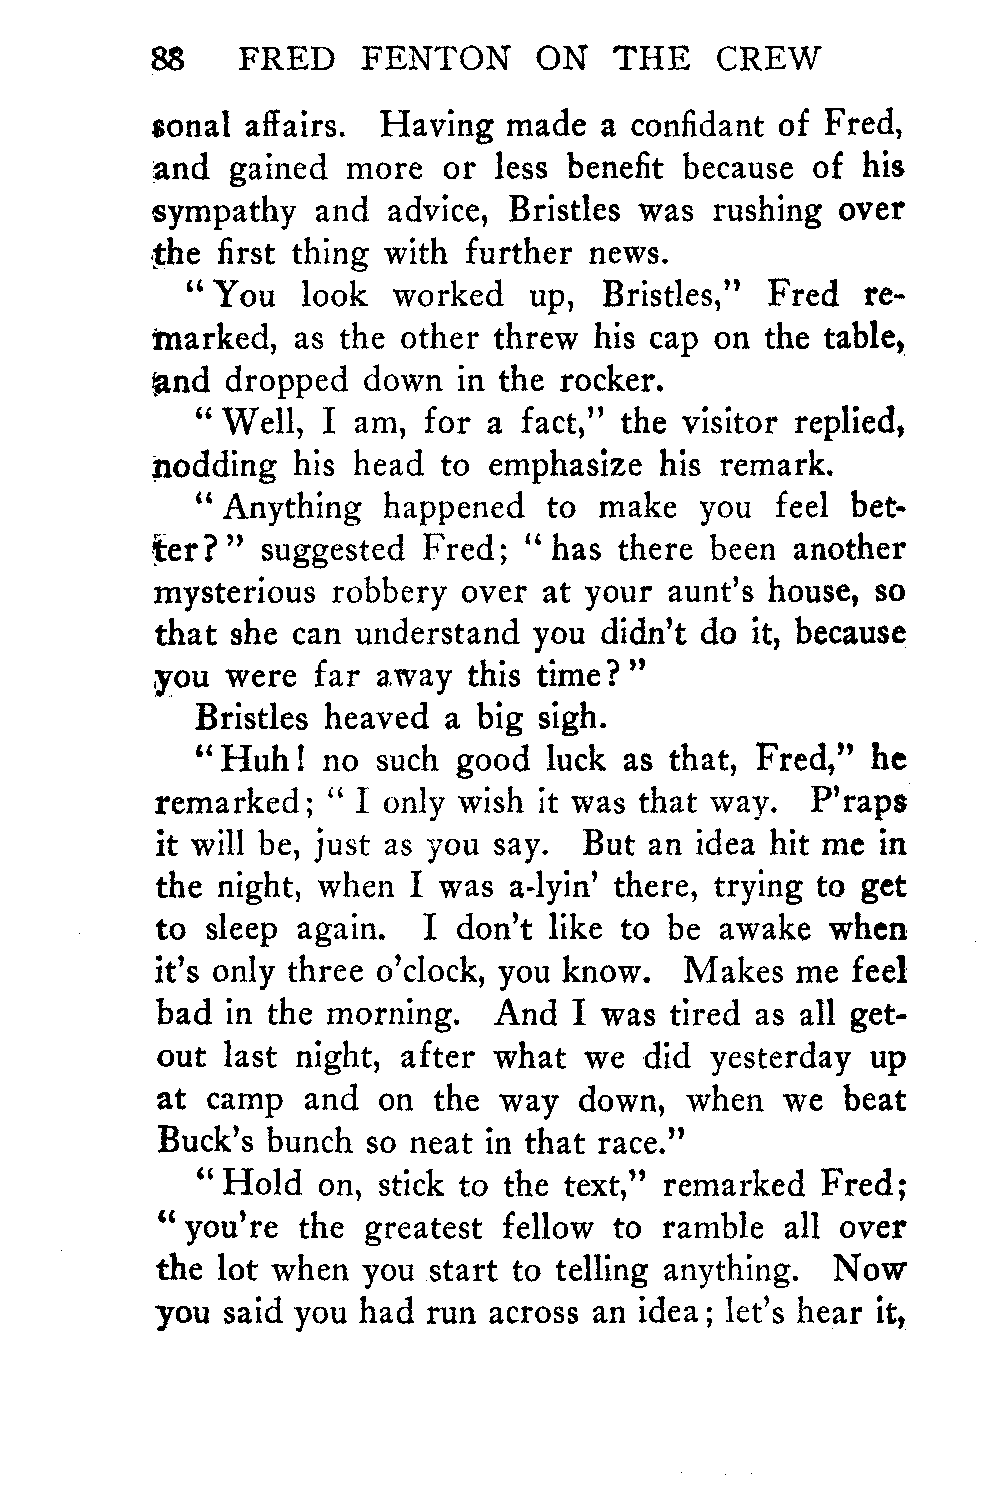 88 FRED FENTON ON THE CREW
sonal affairs. Having made a confidant of Fred,
and gained more or less benefit because of his
sympathy and advice, Bristles was rushing over
the first thing with further news.
“You look worked up, Bristles,” Fred re-
marked, as the other threw his cap on the table,
and dropped down in the rocker.
“Well, I am, for a fact,” the visitor replied,
nodding his head to emphasize his remark.
“Anything happened to make you feel bet-
ter?” suggested Fred; “has there been another
mysterious robbery over at your aunt’s house, so
that she can understand you didn’t do it, because
you were far away this time?”
Bristles heaved a big sigh.
“Huh! no such good luck as that, Fred,” he
remarked; “I only wish it was that way. P’raps
it will be, just as you say. But an idea hit me in
the night, when I was a-lyin’ there, trying to get
to sleep again. I don’t like to be awake when
it’s only three o’clock, you know. Makes me feel
bad in the morning. And I was tired as all get-
out last night, after what we did yesterday up
at camp and on the way down, when we beat
Buck’s bunch so neat in that race.”
“Hold on, stick to the text,” remarked Fred;
“you’re the greatest fellow to ramble all over
the lot when you start to telling anything. Now
you said you had run across an idea; let’s hear it,